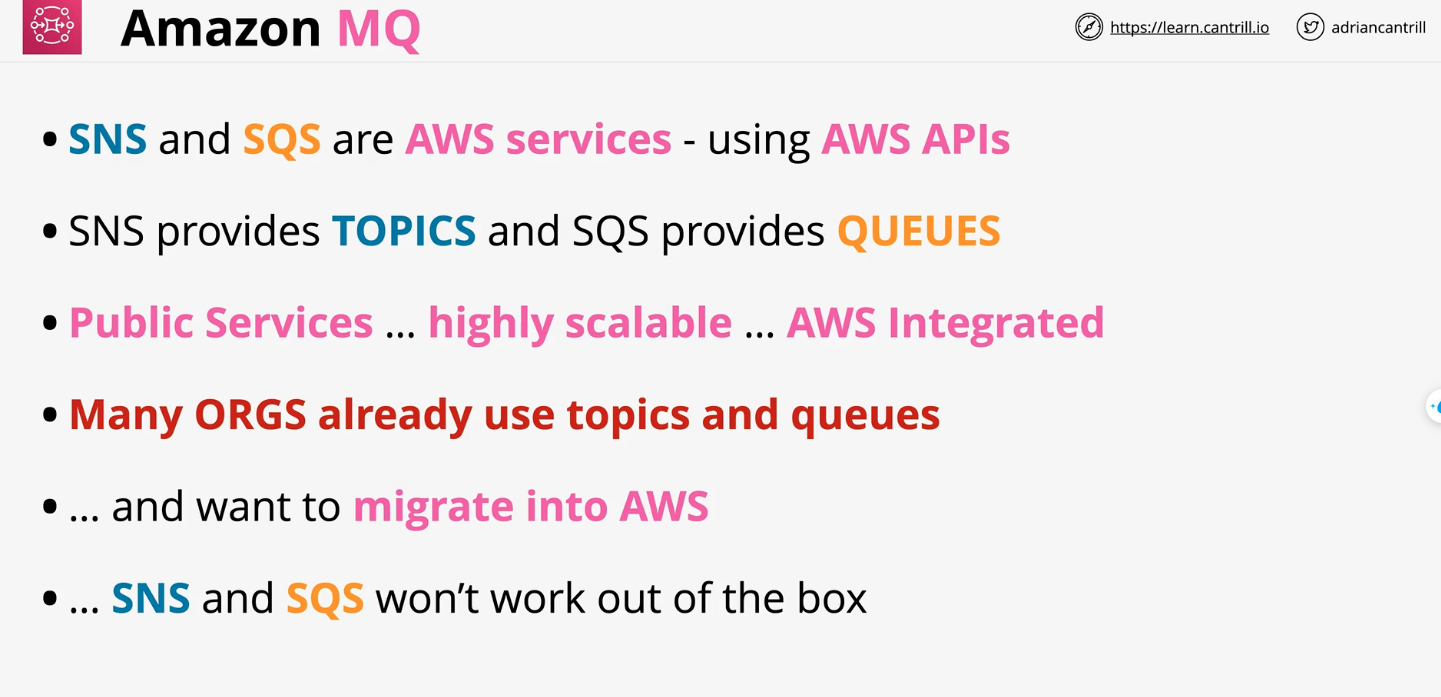 Amazon MQ
https://learn.cantrill.io
adriancantrill
• SNS and SQS are AWS services - using AWS APIs
• SNS provides TOPICS and SQS provides QUEUES
• Public Services ... highly scalable ... AWS Integrated
• Many ORGS already use topics and queues
• ... and want to migrate into AWS
• ... SNS and SQS won’t work out of the box